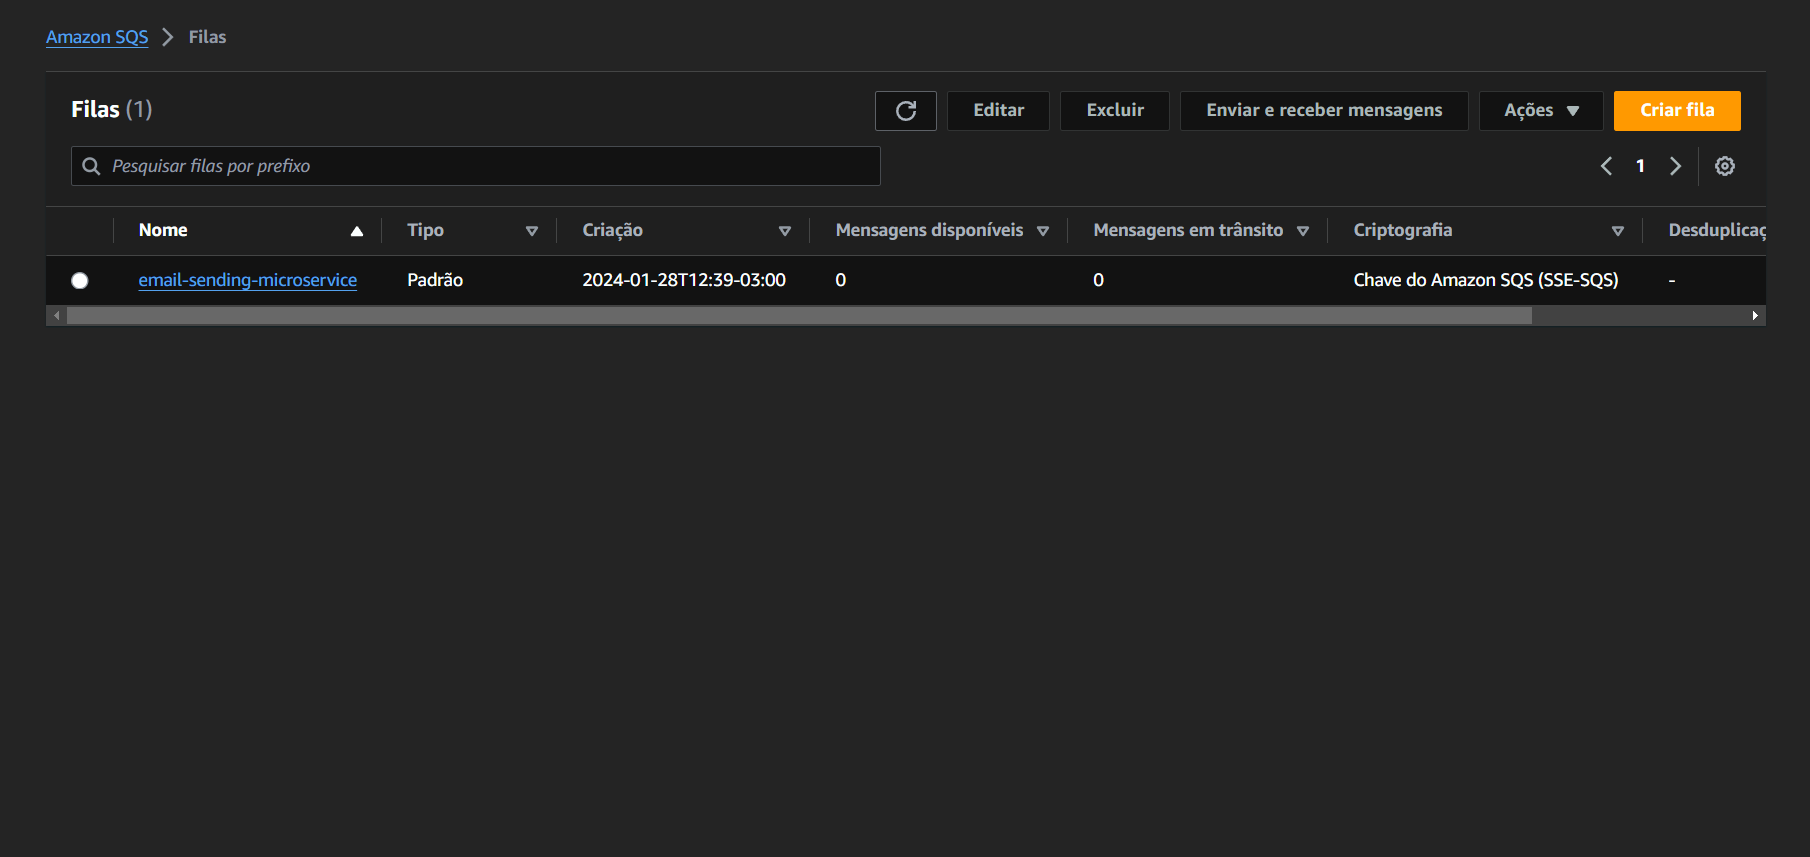 Amazon SQS > Filas
Filas (1)
Editar
Excluir
Enviar e receber mensagens
Ações
Criar fila
Pesquisar filas por prefixo
1
Nome Tipo Criação Mensagens disponíveis Mensagens em trânsito Criptografia Desduplicaç
email-sending-microservice Padrão 2024-01-28T12:39-03:00 0 0 Chave do Amazon SQS (SSE-SQS) -